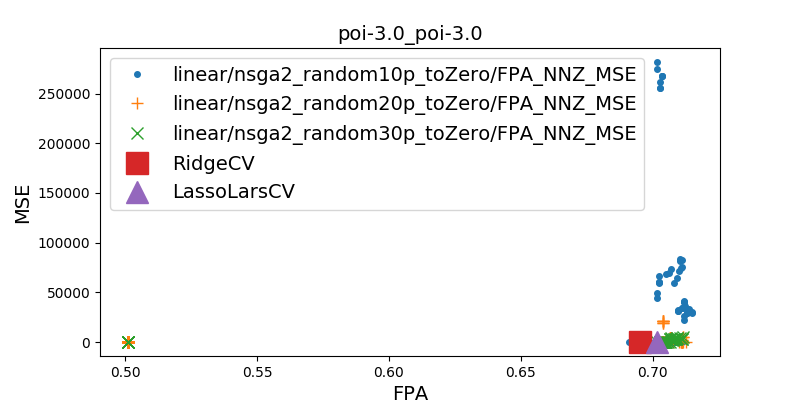 poi-3.0_poi-3.0
linear/nsga2_random10p_toZero/FPA_NNZ_MSE
linear/nsga2_random20p_toZero/FPA_NNZ_MSE
linear/nsga2_random30p_toZero/FPA_NNZ_MSE
RidgeCV
LassoLarsCV
MSE
250000
200000
150000
100000
50000
0
0.50
0.55
0.60
0.65
0.70
FPA